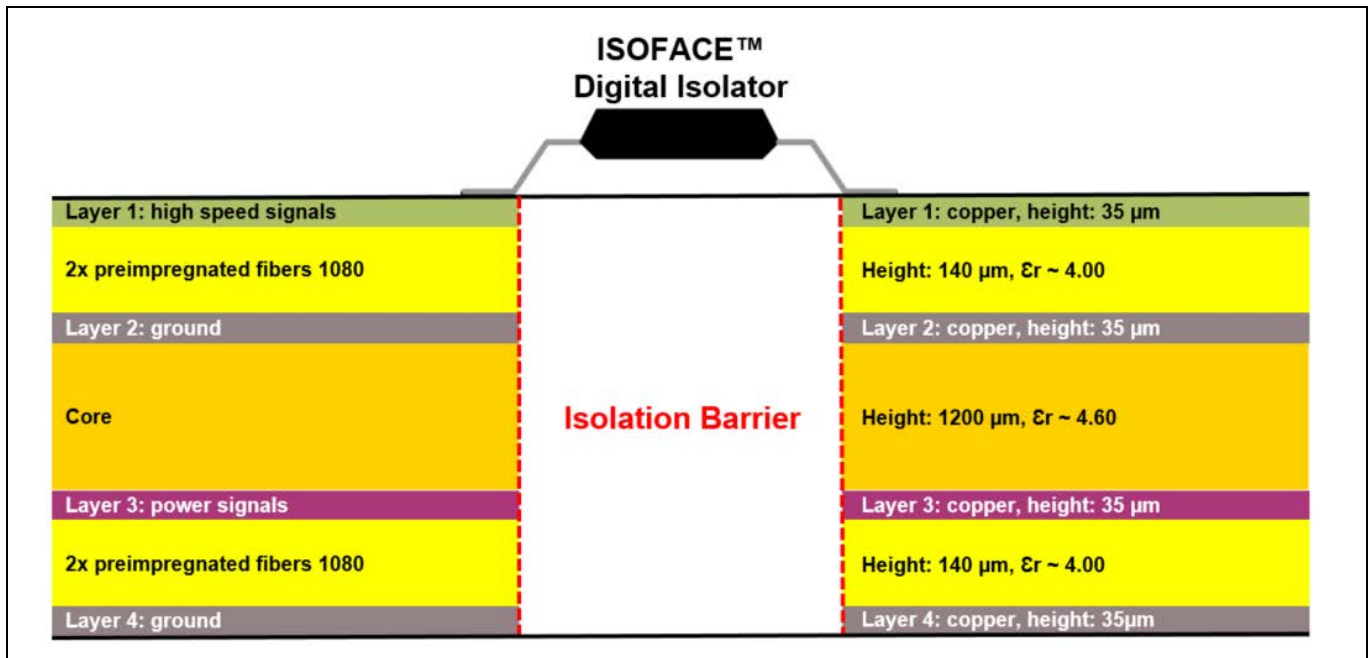 ISOFACE™
Digital Isolator
Layer 1: high speed signals
Layer 1: copper, height: 35 µm
2x preimpregnated fibers 1080
Height: 140 µm, Ɛr ~ 4.00
Layer 2: ground
Layer 2: copper, height: 35 µm
Core
Isolation Barrier
Height: 1200 µm, Ɛr ~ 4.60
Layer 3: power signals
Layer 3: copper, height: 35 µm
2x preimpregnated fibers 1080
Height: 140 µm, Ɛr ~ 4.00
Layer 4: ground
Layer 4: copper, height: 35µm